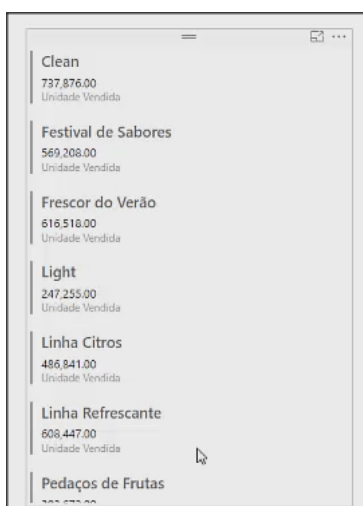 Clean
737,876.00
Unidade Vendida
Festival de Sabores
569,208.00
Unidade Vendida
Frescor do Verão
616,518.00
Unidade Vendida
Light
247,255.00
Unidade Vendida
Linha Citros
486,841.00
Unidade Vendida
Linha Refrescante
608,447.00
Unidade Vendida
Pedaços de Frutas